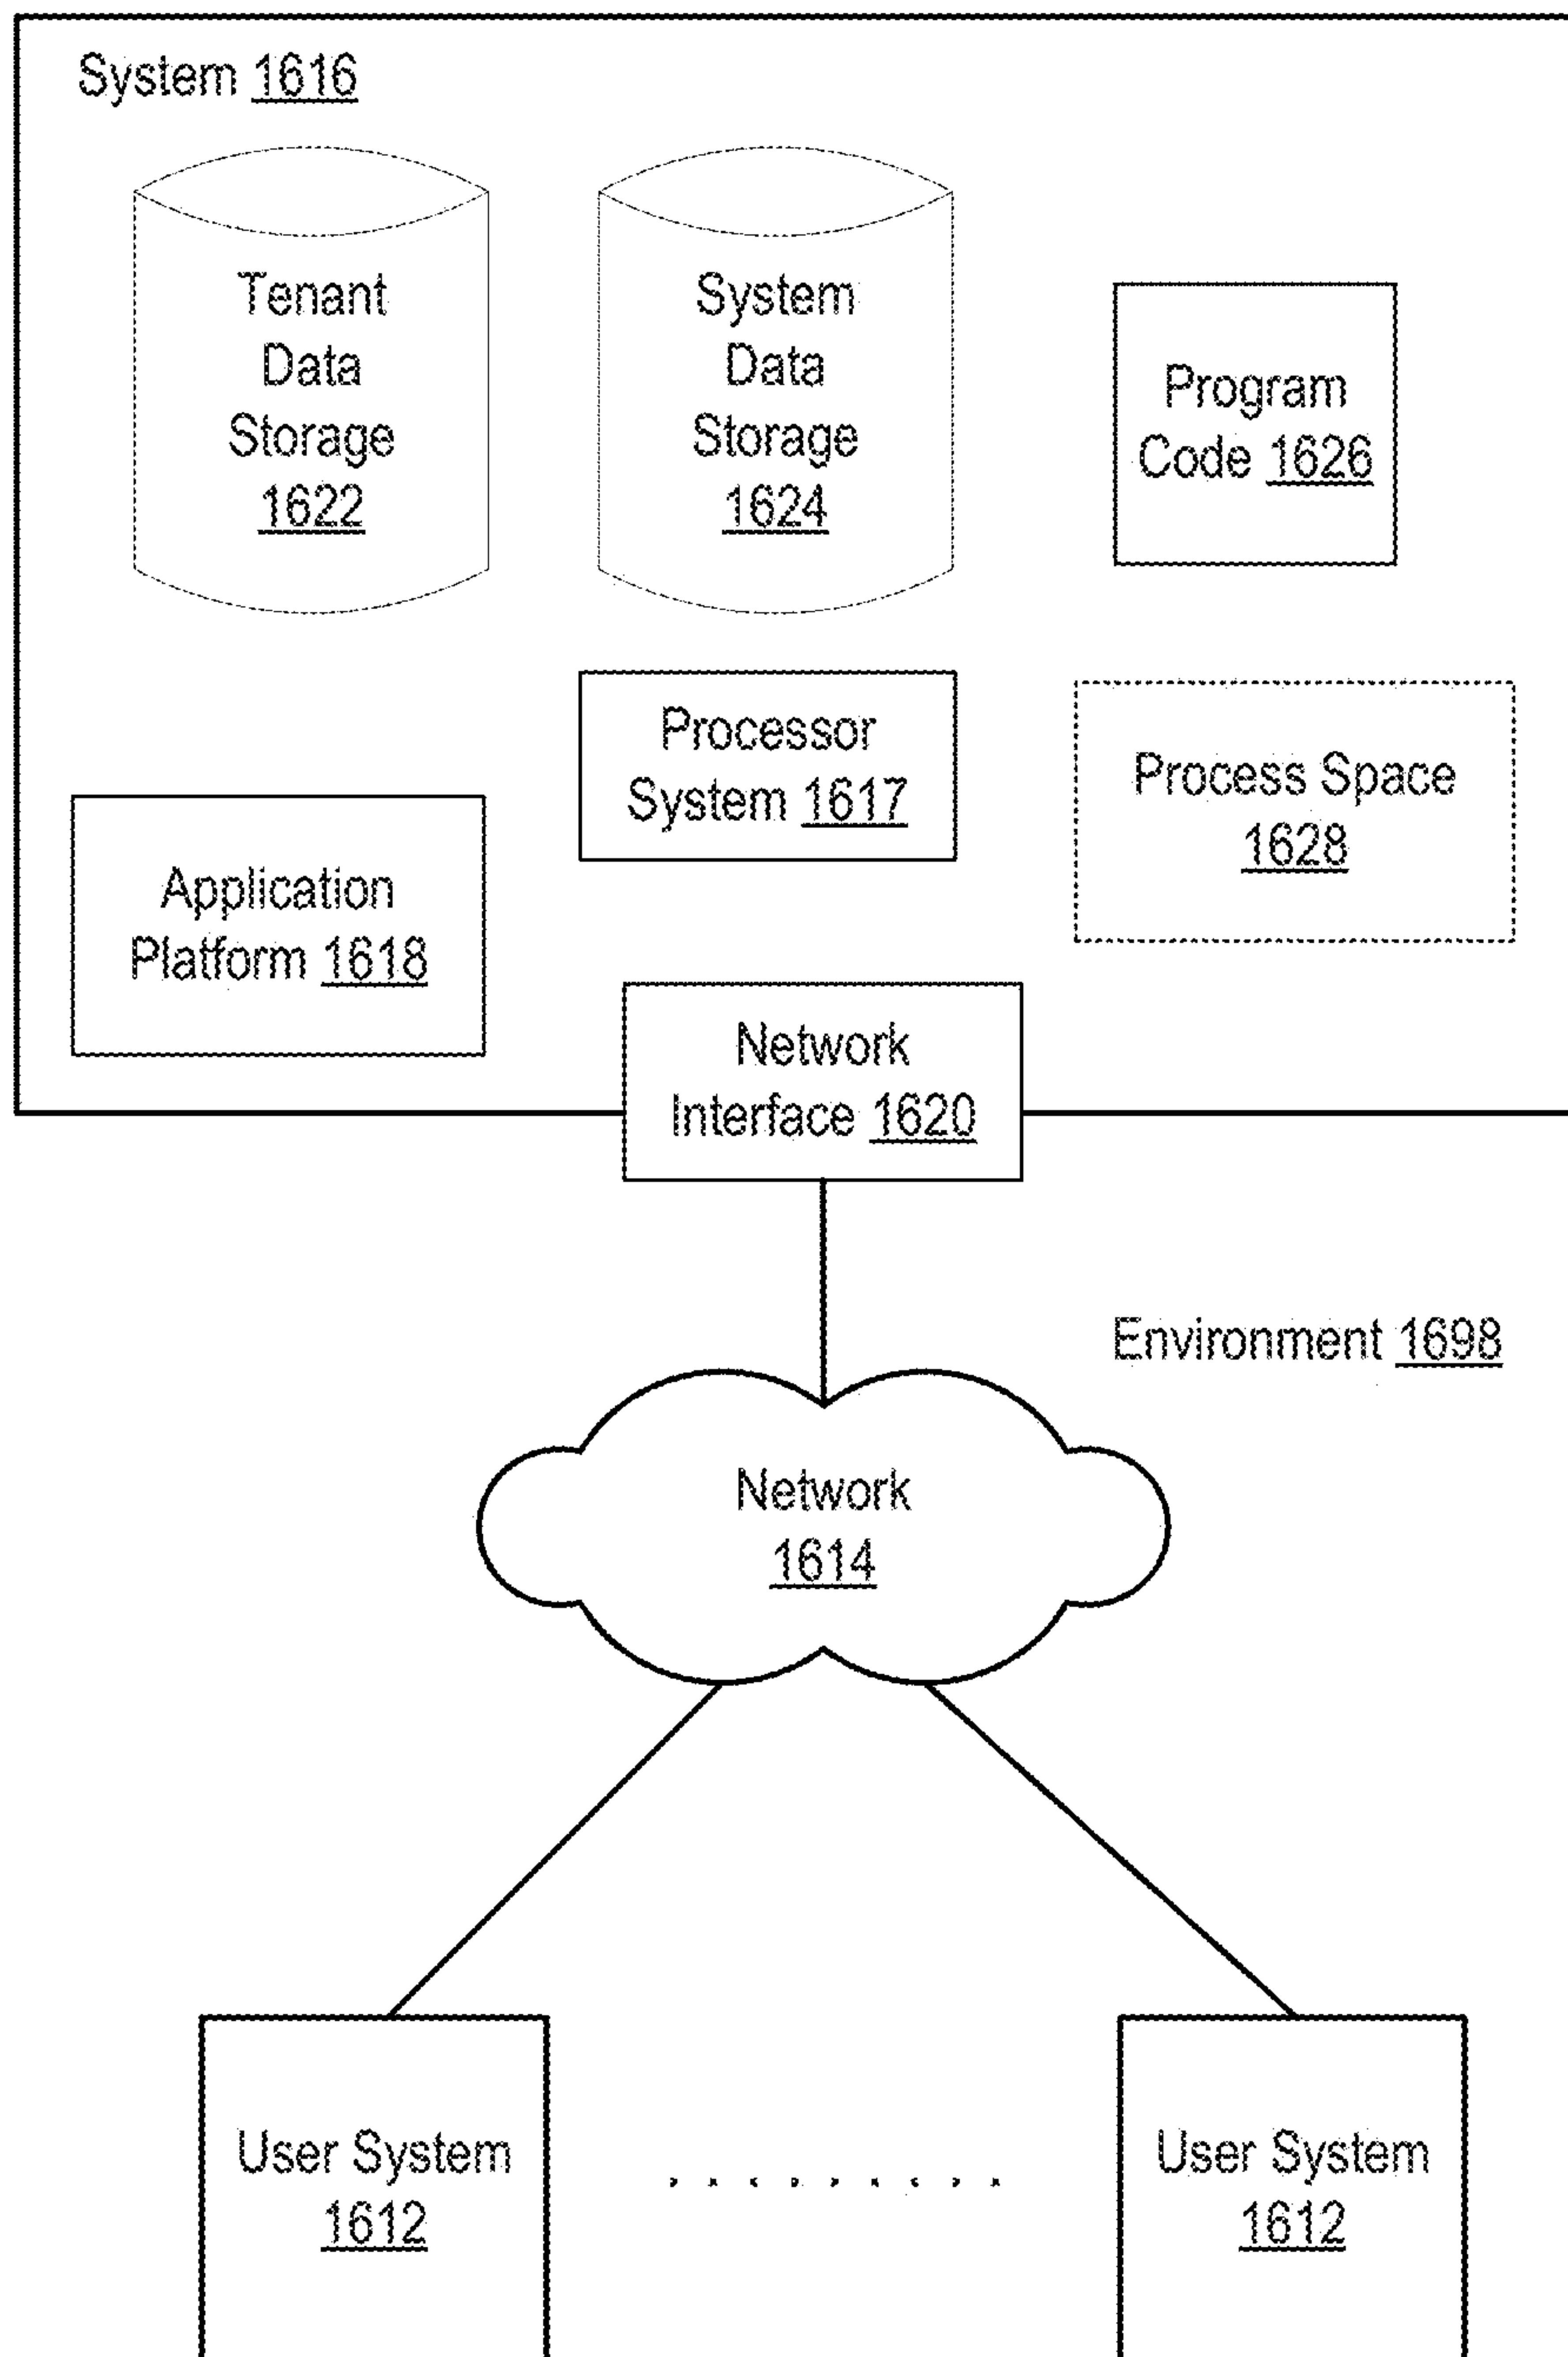 System 1616
Tenant
Data
Storage
1622
System
Data
Storage
1624
Program
Code 1626
Processor
System 1617
Process Space
1628
Application
Platform 1618
Network
Interface 1620
Environment 1698
Network
1614
User System
1612
User System
1612